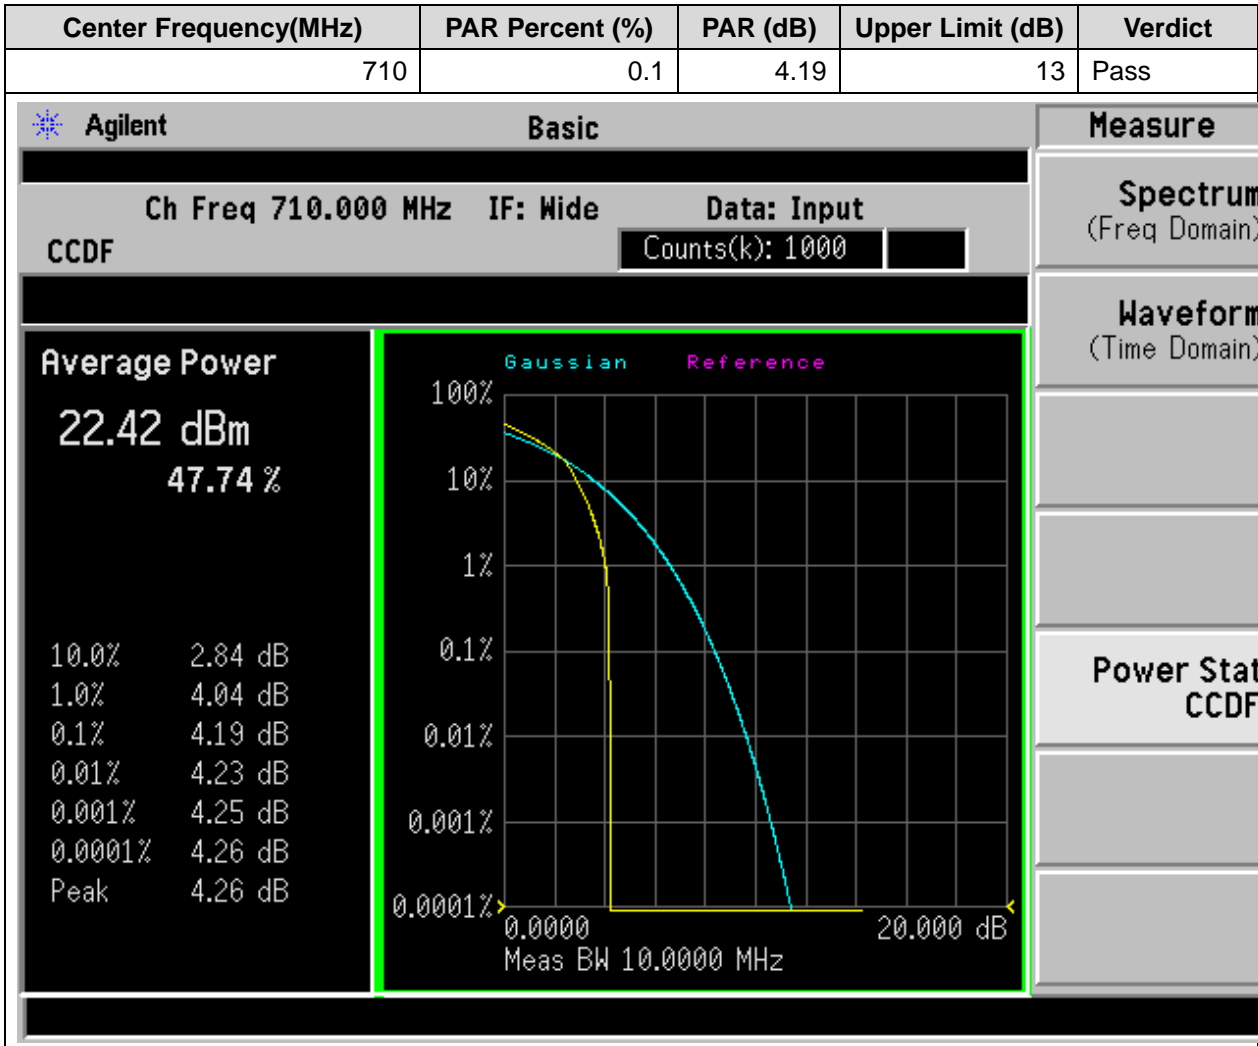 Center Frequency(MHz) PAR Percent (%) PAR (dB) Upper Limit (dB) Verdict
710 0.1 4.19 13 Pass
Agilent Basic Measure
Ch Freq 710.000 MHz IF: Wide Data: Input
CCDF Counts(k): 1000
Average Power
22.42 dBm
47.74 %
10.0% 2.84 dB
1.0% 4.04 dB
0.1% 4.19 dB
0.01% 4.23 dB
0.001% 4.25 dB
0.0001% 4.26 dB
Peak 4.26 dB
Gaussian Reference
100%
10%
1%
0.1%
0.01%
0.001%
0.0001%
0.0000 20.000 dB
Meas BW 10.0000 MHz
Spectrum
(Freq Domain)
Waveform
(Time Domain)
Power Stat
CCDF